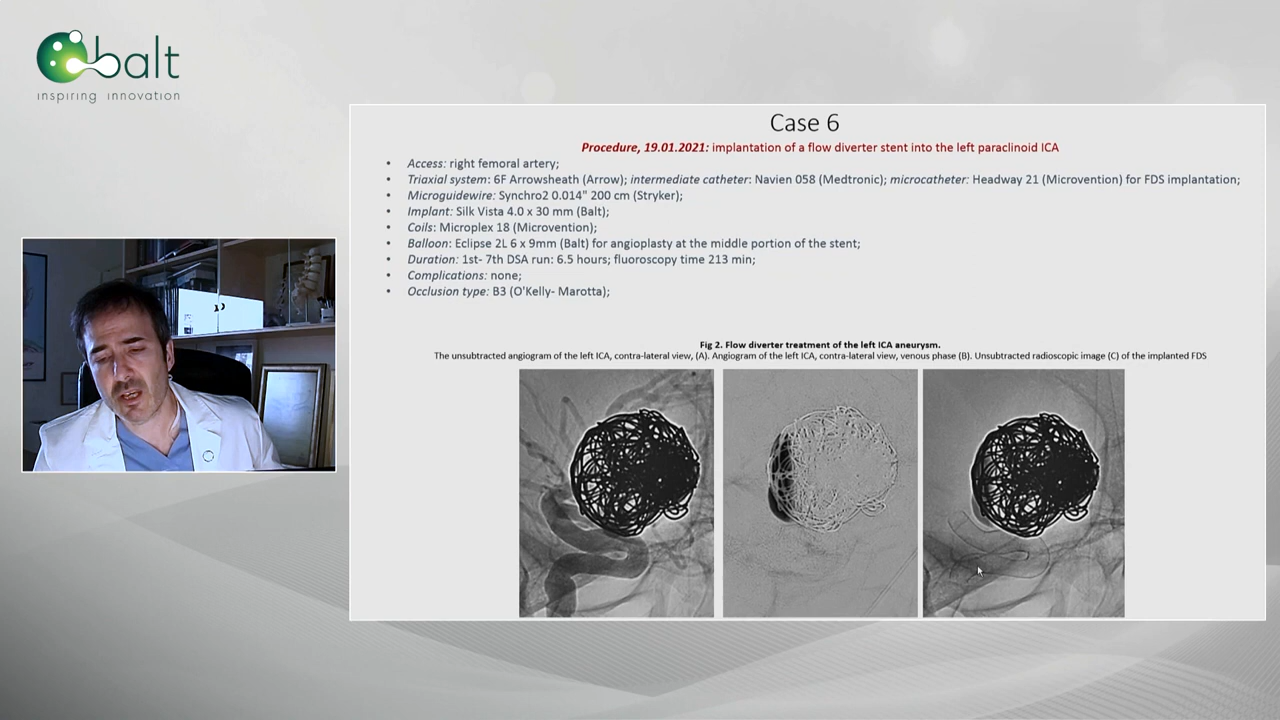 balt
inspiring innovation
Case 6
Procedure, 19.01.2021: implantation of a flow diverter stent into the left paraclinoid ICA
• Access: right femoral artery;
• Triaxial system: 6F Arrowsheath (Arrow); intermediate catheter: Navien 058 (Medtronic); microcatheter: Headway 21 (Microvention) for FDS implantation;
• Microguidewire: Synchro2 0.014" 200 cm (Stryker);
• Implant: Silk Vista 4.0 x 30 mm (Balt);
• Coils: Microplex 18 (Microvention);
• Balloon: Eclipse 2L 6 x 9mm (Balt) for angioplasty at the middle portion of the stent;
• Duration: 1st- 7th DSA run: 6.5 hours; fluoroscopy time 213 min;
• Complications: none;
• Occlusion type: B3 (O'Kelly- Marotta);
Fig 2. Flow diverter treatment of the left ICA aneurysm.
The unsubtracted angiogram of the left ICA, contra-lateral view, (A). Angiogram of the left ICA, contra-lateral view, venous phase (B). Unsubtracted radioscopic image (C) of the implanted FDS